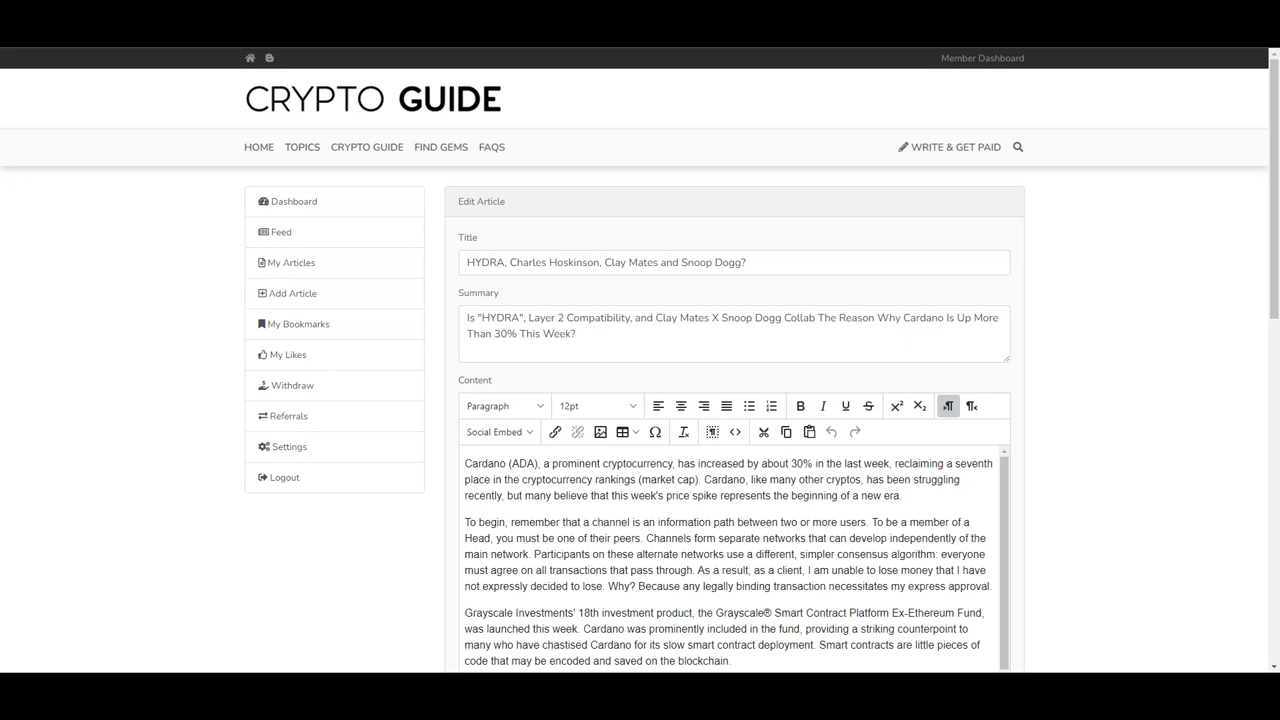 Member Dashboard
CRYPTO GUIDE
HOME TOPICS CRYPTO GUIDE FIND GEMS FAQS WRITE & GET PAID
Dashboard
Feed
My Articles
Add Article
My Bookmarks
My Likes
Withdraw
Referrals
Settings
Logout
Edit Article
Title
HYDRA, Charles Hoskinson, Clay Mates and Snoop Dogg?
Summary
Is "HYDRA", Layer 2 Compatibility, and Clay Mates X Snoop Dogg Collab The Reason Why Cardano Is Up More
Than 30% This Week?
Content
Paragraph 12pt B I U S X² X₂
Social Embed
Cardano (ADA), a prominent cryptocurrency, has increased by about 30% in the last week, reclaiming a seventh
place in the cryptocurrency rankings (market cap). Cardano, like many other cryptos, has been struggling
recently, but many believe that this week's price spike represents the beginning of a new era.
To begin, remember that a channel is an information path between two or more users. To be a member of a
Head, you must be one of their peers. Channels form separate networks that can develop independently of the
main network. Participants on these alternate networks use a different, simpler consensus algorithm: everyone
must agree on all transactions that pass through. As a result, as a client, I am unable to lose money that I have
not expressly decided to lose. Why? Because any legally binding transaction necessitates my express approval.
Grayscale Investments' 18th investment product, the Grayscale® Smart Contract Platform Ex-Ethereum Fund,
was launched this week. Cardano was prominently included in the fund, providing a striking counterpoint to
many who have chastised Cardano for its slow smart contract deployment. Smart contracts are little pieces of
code that may be encoded and saved on the blockchain.